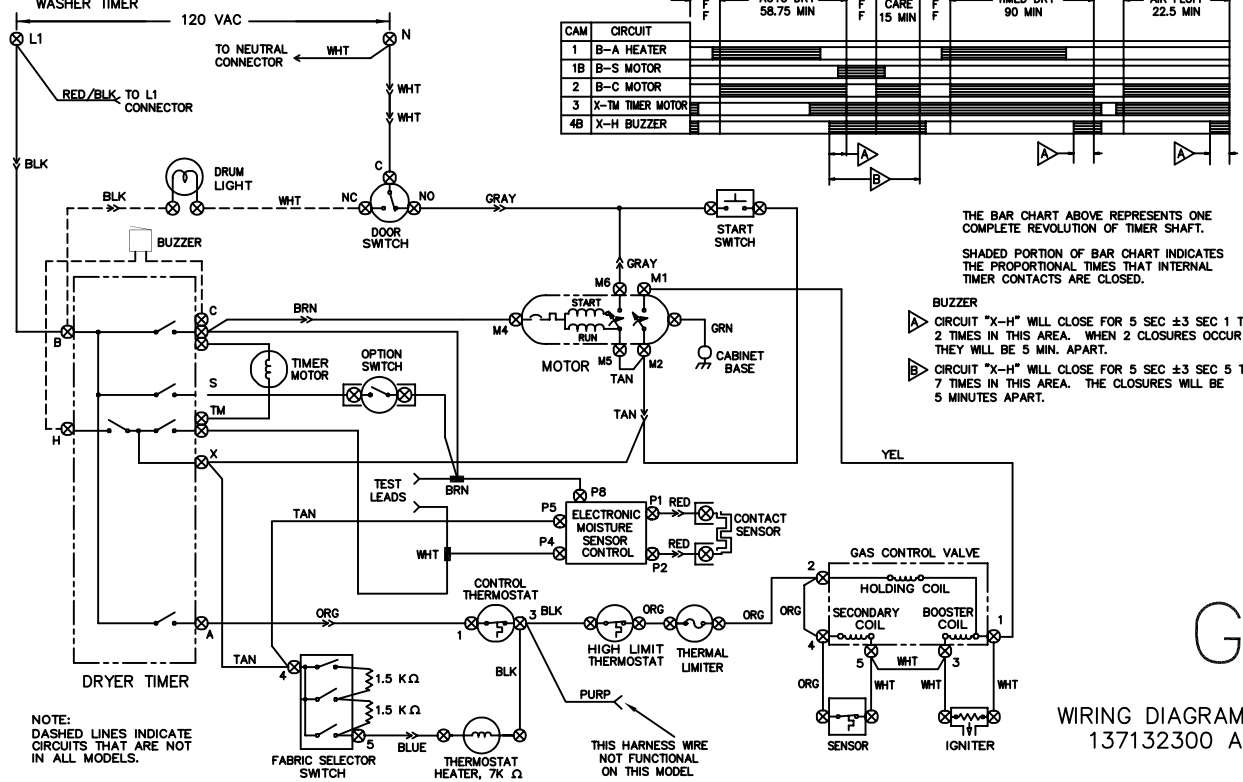 WASHER TIMER
120 VAC
L1
N
TO NEUTRAL
CONNECTOR
WHT
RED/BLK
TO L1
CONNECTOR
WHT
WHT
BLK
F
F
58.75 MIN
F
F
CARE
15 MIN
F
F
90 MIN
22.5 MIN
CAM CIRCUIT
1 B-A HEATER
1B B-S MOTOR
2 B-C MOTOR
3 X-TM TIMER MOTOR
4B X-H BUZZER
A
B
A
A
DRUM
LIGHT
BLK
WHT
C
NC
NO
DOOR
SWITCH
GRAY
START
SWITCH
THE BAR CHART ABOVE REPRESENTS ONE
COMPLETE REVOLUTION OF TIMER SHAFT.
SHADED PORTION OF BAR CHART INDICATES
THE PROPORTIONAL TIMES THAT INTERNAL
TIMER CONTACTS ARE CLOSED.
BUZZER
A CIRCUIT "X-H" WILL CLOSE FOR 5 SEC ±3 SEC 1 T
2 TIMES IN THIS AREA. WHEN 2 CLOSURES OCCUR
THEY WILL BE 5 MIN. APART.
B CIRCUIT "X-H" WILL CLOSE FOR 5 SEC ±3 SEC 5 T
7 TIMES IN THIS AREA. THE CLOSURES WILL BE
5 MINUTES APART.
BUZZER
GRAY
M6
M1
C
BRN
M4
START
RUN
GRN
B
MOTOR
M5
M2
TAN
CABINET
BASE
TIMER
MOTOR
OPTION
SWITCH
S
TM
TAN
H
X
YEL
TEST
LEADS
BRN
P8
TAN
P5
P4
ELECTRONIC
MOISTURE
SENSOR
CONTROL
P1
RED
RED
P2
CONTACT
SENSOR
WHT
GAS CONTROL VALVE
2
HOLDING COIL
ORG
SECONDARY
COIL
BOOSTER
COIL
1
4
5
WHT
3
ORG
WHT
WHT
WHT
SENSOR
IGNITER
CONTROL
THERMOSTAT
ORG
1
3
BLK
ORG
ORG
HIGH LIMIT
THERMOSTAT
THERMAL
LIMITER
A
TAN
4
BLK
1.5 K Ω
1.5 K Ω
PURP
DRYER TIMER
5
BLUE
FABRIC SELECTOR
SWITCH
THERMOSTAT
HEATER, 7K Ω
THIS HARNESS WIRE
NOT FUNCTIONAL
ON THIS MODEL
NOTE:
DASHED LINES INDICATE
CIRCUITS THAT ARE NOT
IN ALL MODELS.
G
WIRING DIAGRAM
137132300 A